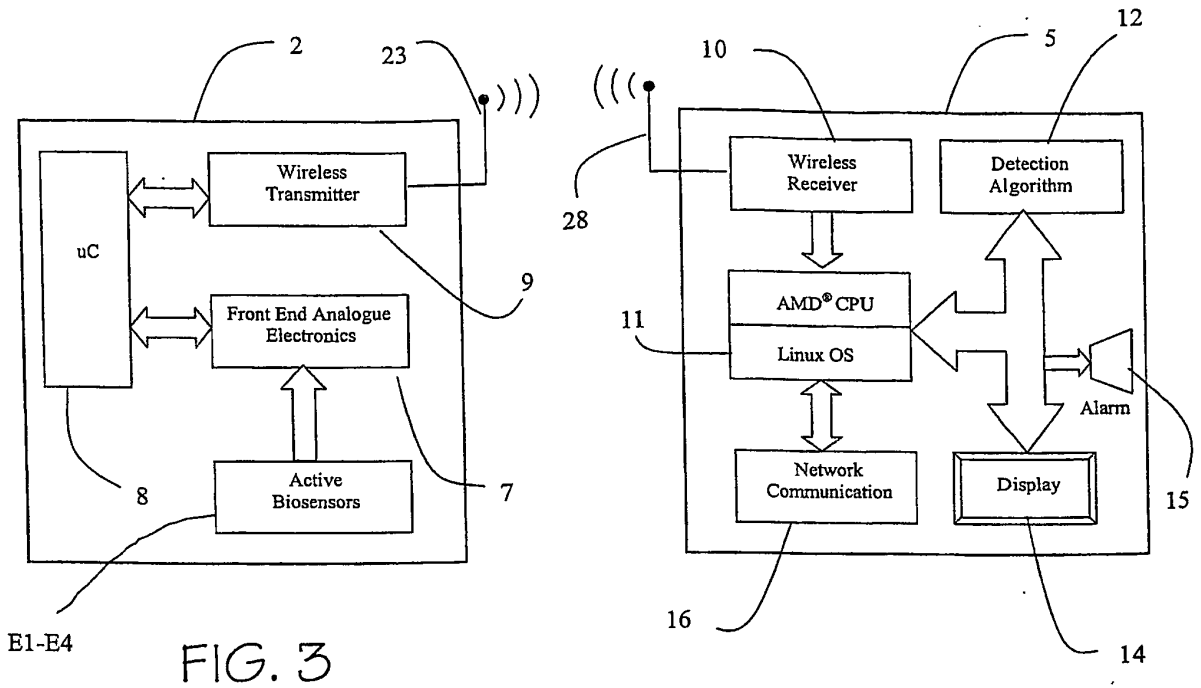 2
23
10
5
12
Wireless
Transmitter
Wireless
Receiver
Detection
Algorithm
28
uC
9
Front End Analogue
Electronics
AMD® CPU
11
Linux OS
Alarm
Active
Biosensors
8
7
Network
Communication
Display
15
E1-E4
16
14
FIG. 3